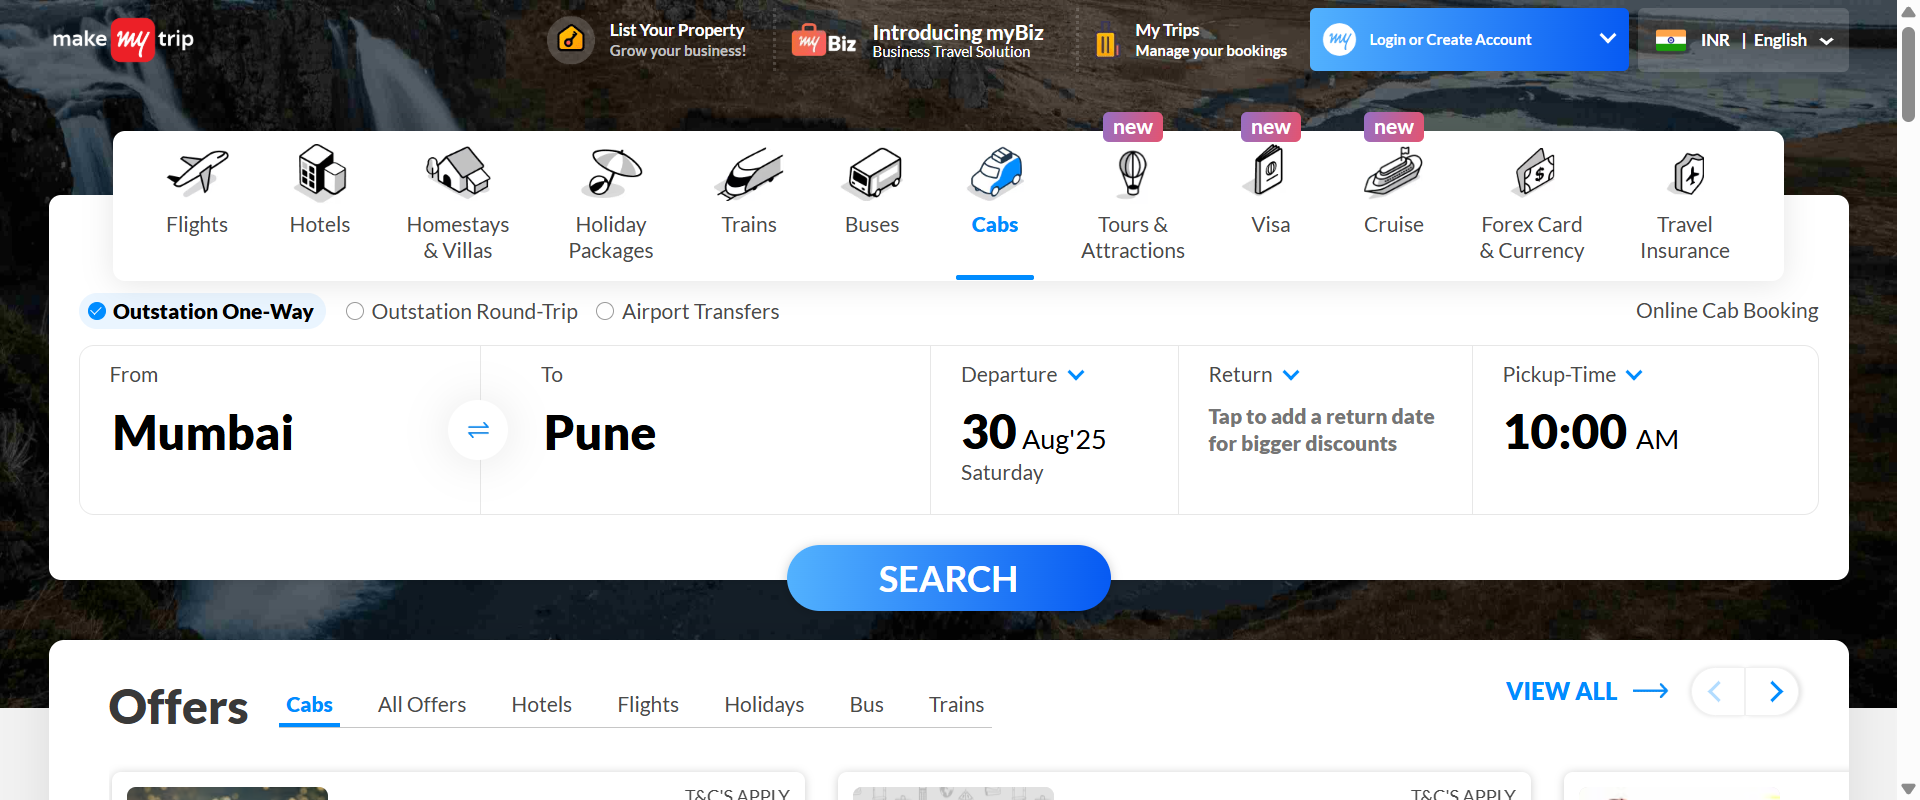 make my trip
List Your Property
Grow your business!
my Biz
Introducing myBiz
Business Travel Solution
My Trips
Manage your bookings
my
Login or Create Account
INR | English
new
new
new
Flights
Hotels
Homestays
& Villas
Holiday
Packages
Trains
Buses
Cabs
Tours &
Attractions
Visa
Cruise
Forex Card
& Currency
Travel
Insurance
Outstation One-Way
Outstation Round-Trip
Airport Transfers
Online Cab Booking
From
Mumbai
To
Pune
Departure
30 Aug'25
Saturday
Return
Tap to add a return date
for bigger discounts
Pickup-Time
10:00 AM
SEARCH
Offers
Cabs
All Offers
Hotels
Flights
Holidays
Bus
Trains
VIEW ALL
T&C'S APPLY
T&C'S APPLY